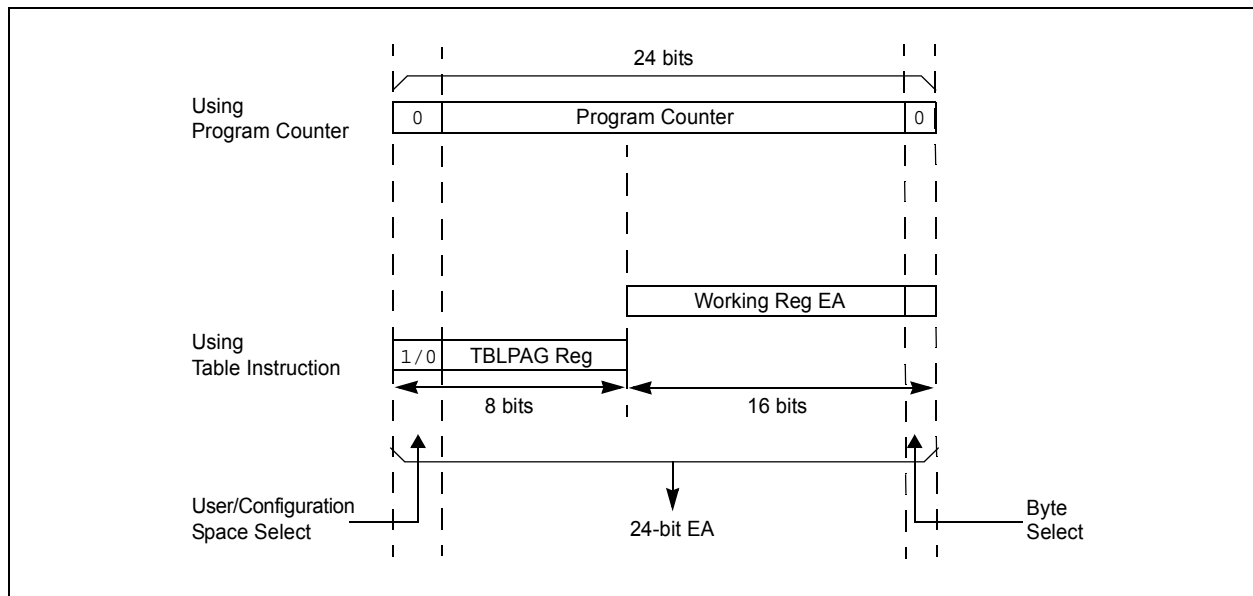 24 bits
Using
Program Counter
0
Program Counter
0
Working Reg EA
Using
Table Instruction
1/0
TBLPAG Reg
8 bits
16 bits
User/Configuration
Space Select
24-bit EA
Byte
Select